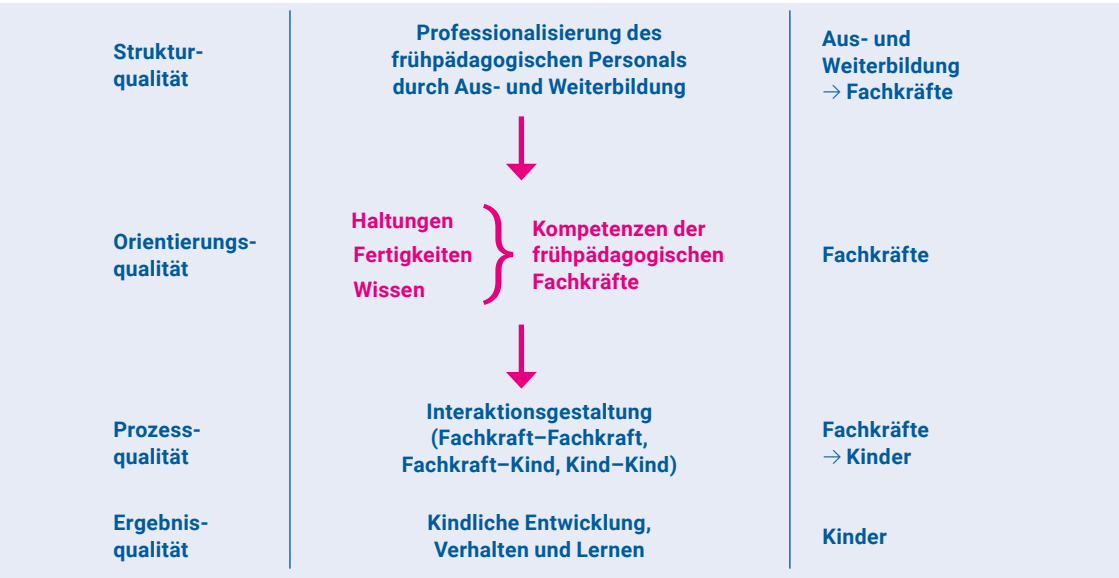 Struktur-
qualität
Professionalisierung des
frühpädagogischen Personals
durch Aus- und Weiterbildung
Aus- und
Weiterbildung
→ Fachkräfte
Orientierungs-
qualität
Haltungen
Fertigkeiten
Wissen
Kompetenzen der
frühpädagogischen
Fachkräfte
Fachkräfte
Prozess-
qualität
Interaktionsgestaltung
(Fachkraft–Fachkraft,
Fachkraft–Kind, Kind–Kind)
Fachkräfte
→ Kinder
Ergebnis-
qualität
Kindliche Entwicklung,
Verhalten und Lernen
Kinder